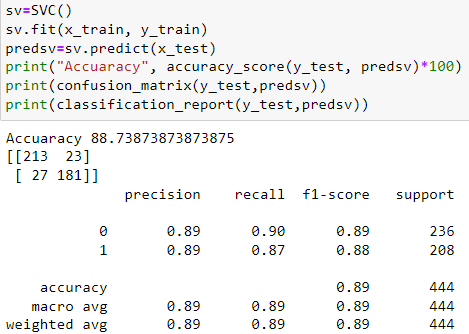 sv=SVC()
sv.fit(x_train, y_train)
predsv=sv.predict(x_test)
print("Accuaracy", accuracy_score(y_test, predsv)*100)
print(confusion_matrix(y_test,predsv))
print(classification_report(y_test,predsv))
Accuaracy 88.73873873873875
[[213  23]
 [ 27 181]]
              precision    recall  f1-score   support

           0       0.89      0.90      0.89       236
           1       0.89      0.87      0.88       208

    accuracy                           0.89       444
   macro avg       0.89      0.89      0.89       444
weighted avg       0.89      0.89      0.89       444